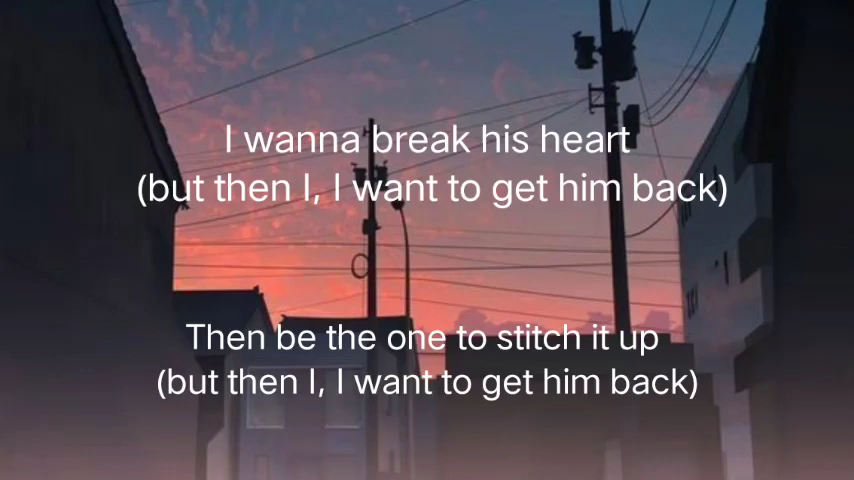 I wanna break his heart
(but then I, I want to get him back)
Then be the one to stitch it up
(but then I, I want to get him back)